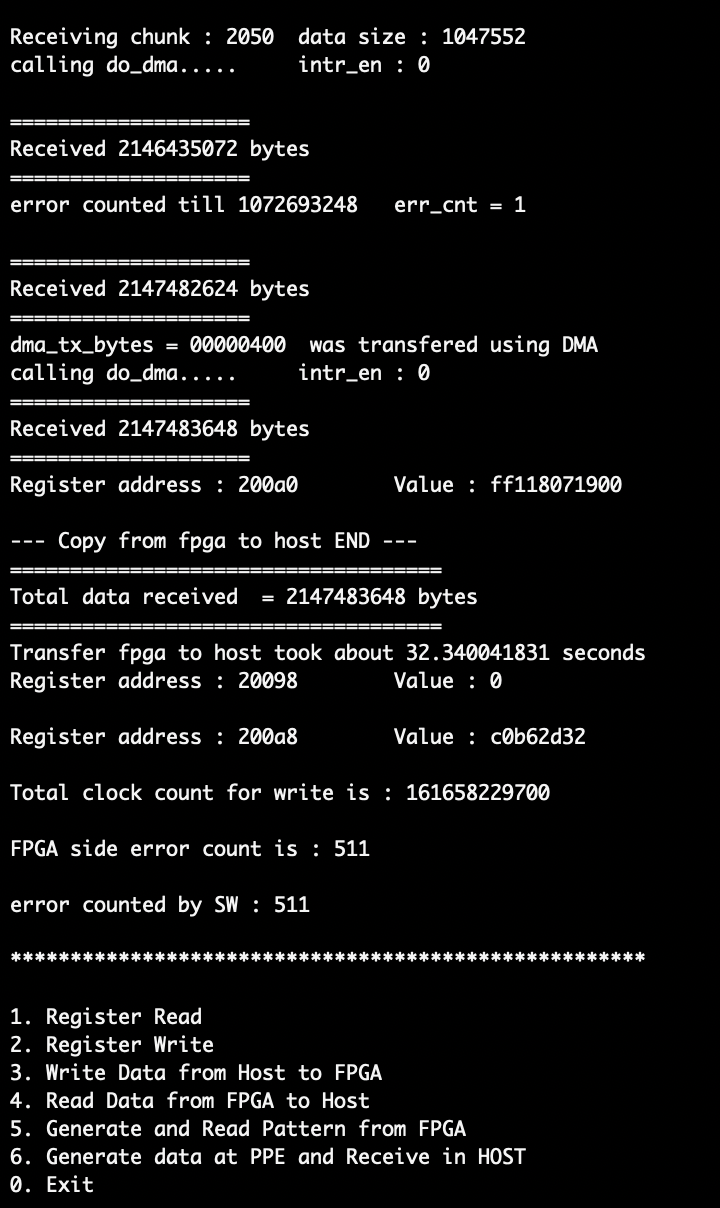 Receiving chunk : 2050  data size : 1047552
calling do_dma.....     intr_en : 0
====================
Received 2146435072 bytes
====================
error counted till 1072693248   err_cnt = 1
====================
Received 2147482624 bytes
====================
dma_tx_bytes = 00000400  was transfered using DMA
calling do_dma.....     intr_en : 0
====================
Received 2147483648 bytes
====================
Register address : 200a0        Value : ff118071900
--- Copy from fpga to host END ---
====================================
Total data received  = 2147483648 bytes
====================================
Transfer fpga to host took about 32.340041831 seconds
Register address : 20098        Value : 0
Register address : 200a8        Value : c0b62d32
Total clock count for write is : 161658229700
FPGA side error count is : 511
error counted by SW : 511
*****************************************************
1. Register Read
2. Register Write
3. Write Data from Host to FPGA
4. Read Data from FPGA to Host
5. Generate and Read Pattern from FPGA
6. Generate data at PPE and Receive in HOST
0. Exit